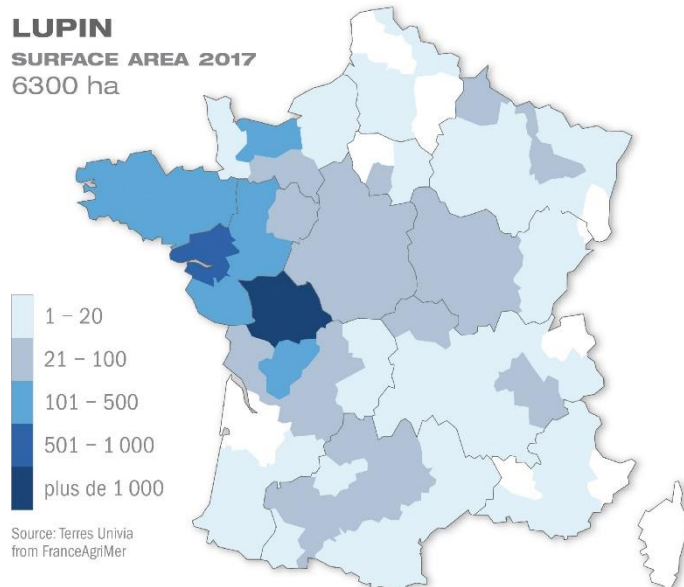 LUPIN
SURFACE AREA 2017
6300 ha
1 – 20
21 – 100
101 – 500
501 – 1 000
plus de 1 000
Source: Terres Univia
from FranceAgriMer